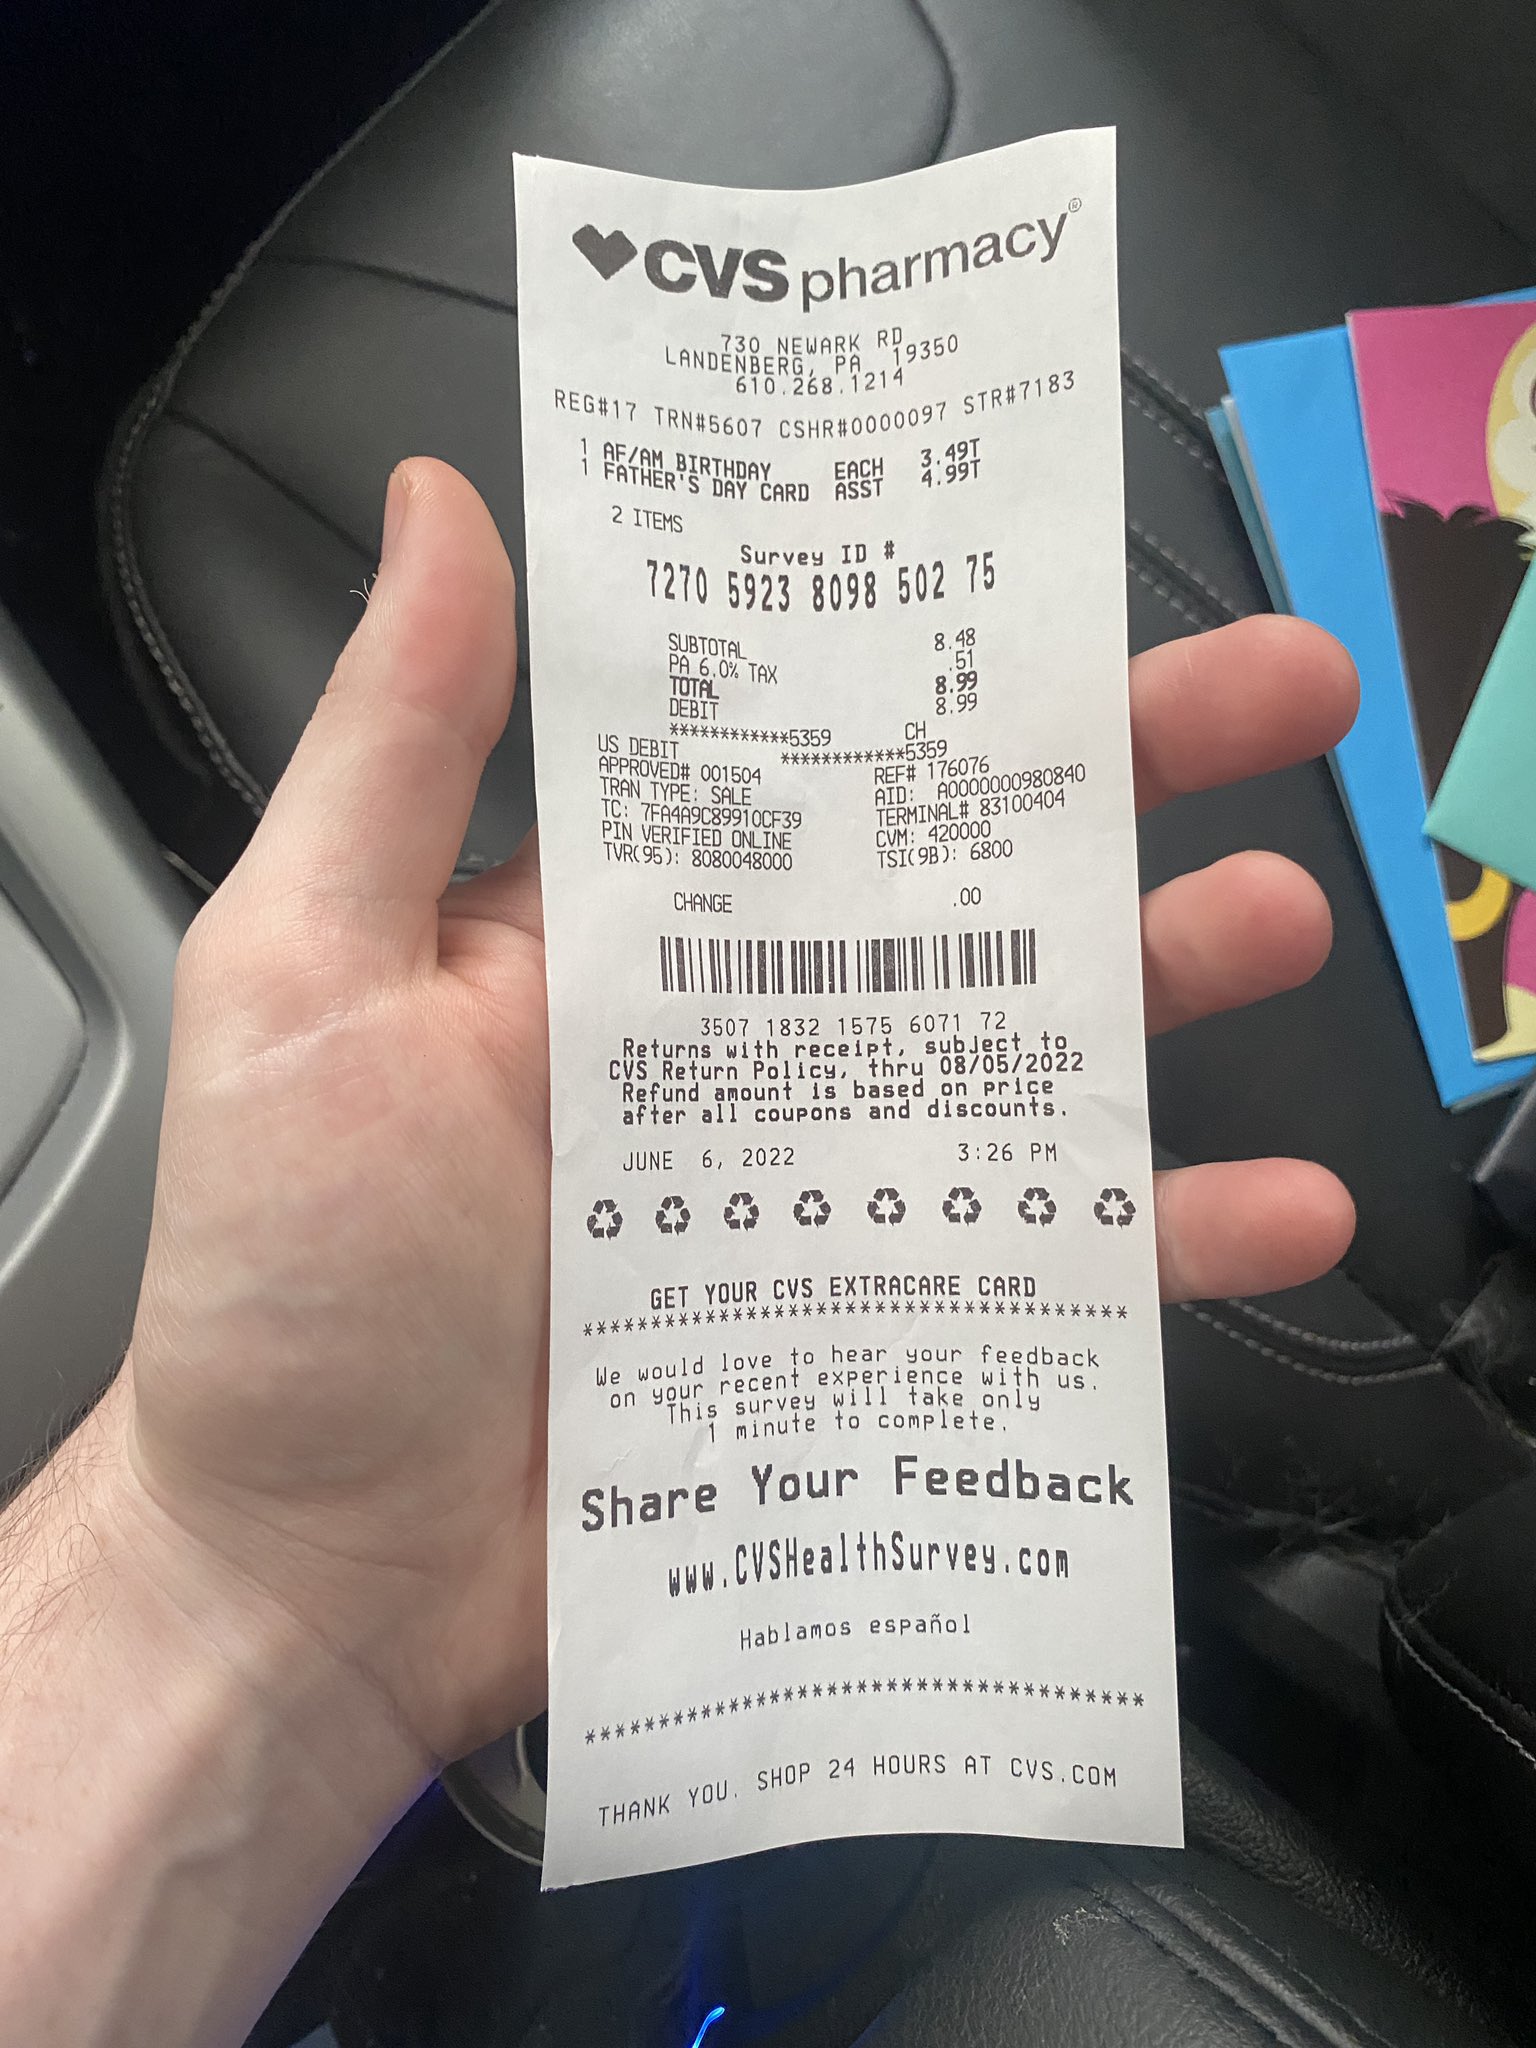 CVS pharmacy®
730 NEWARK RD
LANDENBERG, PA 19350
610.268.1214
REG#17 TRN#5607 CSHR#0000097 STR#7183
1 AF/AM BIRTHDAY EACH 3.49T
1 FATHER'S DAY CARD ASST 4.99T
2 ITEMS
Survey ID #
7270 5923 8098 502 75
SUBTOTAL 8.48
PA 6.0% TAX .51
TOTAL 8.99
DEBIT 8.99
************5359 CH
US DEBIT ************5359
APPROVED# 001504 REF# 176076
TRAN TYPE: SALE AID: A0000000980840
TC: 7FA4A9C89910CF39 TERMINAL# 83100404
PIN VERIFIED ONLINE CVM: 420000
TVR(95): 8080048000 TSI(9B): 6800
CHANGE .00
3507 1832 1575 6071 72
Returns with receipt, subject to
CVS Return Policy, thru 08/05/2022
Refund amount is based on price
after all coupons and discounts.
JUNE 6, 2022 3:26 PM
GET YOUR CVS EXTRACARE CARD
****************************************
We would love to hear your feedback
on your recent experience with us.
This survey will take only
1 minute to complete.
Share Your Feedback
www.CVSHealthSurvey.com
Hablamos español
**************************************
THANK YOU. SHOP 24 HOURS AT CVS.COM